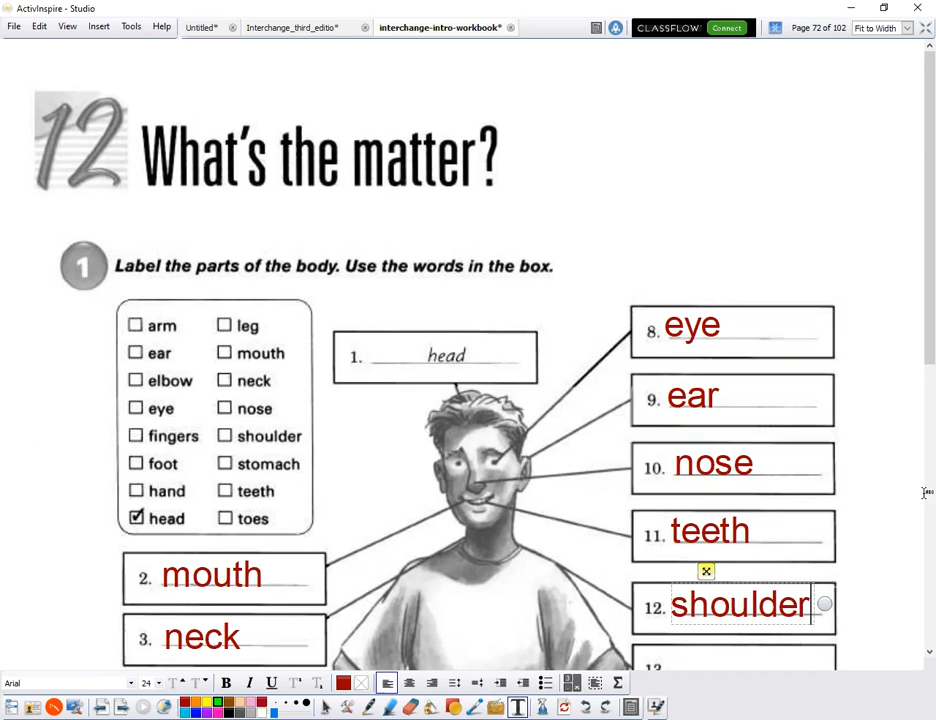 ActivInspire - Studio
File Edit View Insert Tools Help Untitled* Interchange_third_editio* interchange-intro-workbook* CLASSFLOW Connect Page 72 of 102 Fit to Width
12 What's the matter?
1 Label the parts of the body. Use the words in the box.
arm leg
ear mouth
elbow neck
eye nose
fingers shoulder
foot stomach
hand teeth
head toes
1. head
2. mouth
3. neck
8. eye
9. ear
10. nose
11. teeth
12. shoulder
13.
Arial 24 B I U